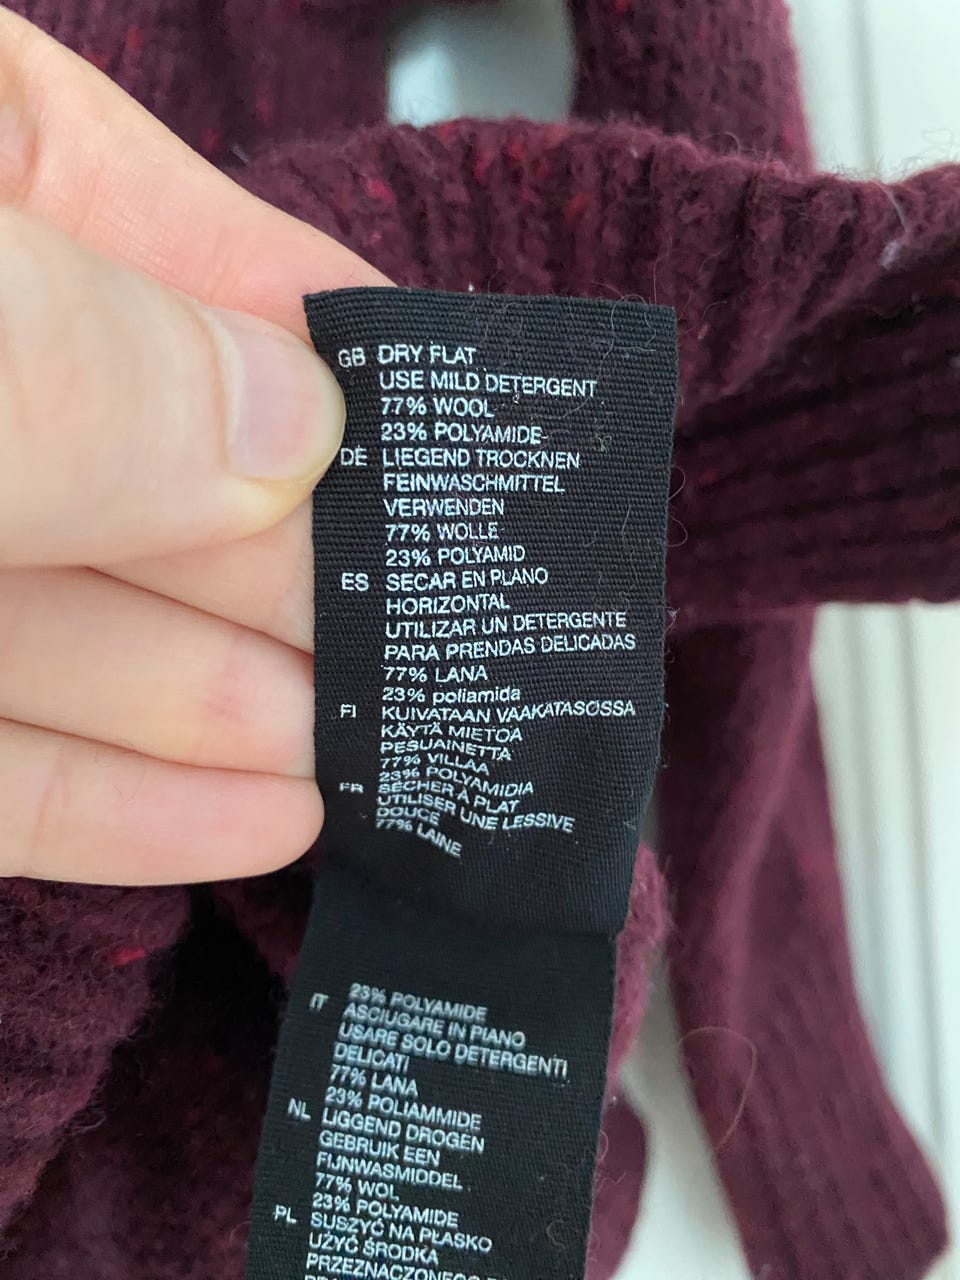 GB DRY FLAT
USE MILD DETERGENT
77% WOOL
23% POLYAMIDE
DE LIEGEND TROCKNEN
FEINWASCHMITTEL
VERWENDEN
77% WOLLE
23% POLYAMID
ES SECAR EN PLANO
HORIZONTAL
UTILIZAR UN DETERGENTE
PARA PRENDAS DELICADAS
77% LANA
23% poliamida
FI KUIVATAAN VAAKATASOSSA
KÄYTÄ MIETOA
PESUAINETTA
77% VILLAA
23% POLYAMIDIA
FR SECHER À PLAT
UTILISER UNE LESSIVE
DOUCE
77% LAINE
23% POLYAMIDE
IT ASCIUGARE IN PIANO
USARE SOLO DETERGENTI
DELICATI
77% LANA
23% POLIAMMIDE
NL LIGGEND DROGEN
GEBRUIK EEN
FIJNWASMIDDEL
77% WOL
23% POLYAMIDE
PL SUSZYĆ NA PŁASKO
UŻYĆ ŚRODKA